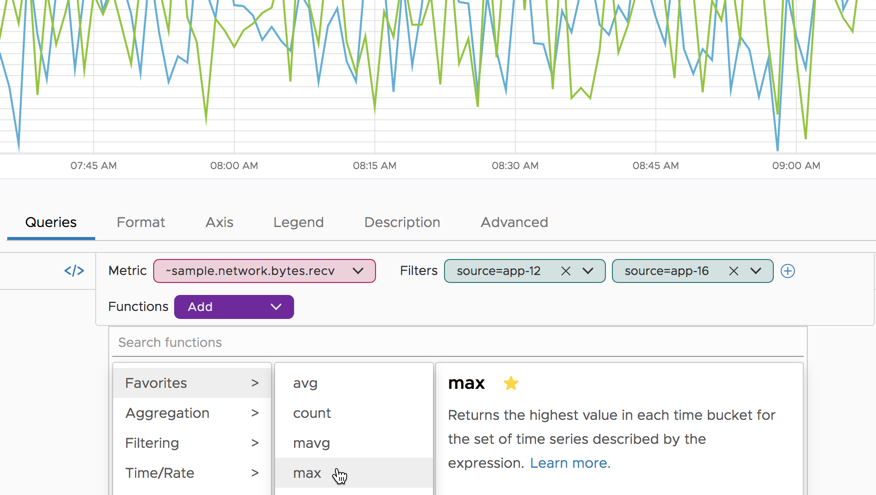 07:45 AM 08:00 AM 08:15 AM 08:30 AM 08:45 AM 09:00 AM
Queries Format Axis Legend Description Advanced
</> Metric ~sample.network.bytes.recv Filters source=app-12 source=app-16
Functions Add
Search functions
Favorites > avg max
Aggregation > count Returns the highest value in each time bucket for
the set of time series described by the
Filtering > mavg
expression. Learn more.
Time/Rate > max